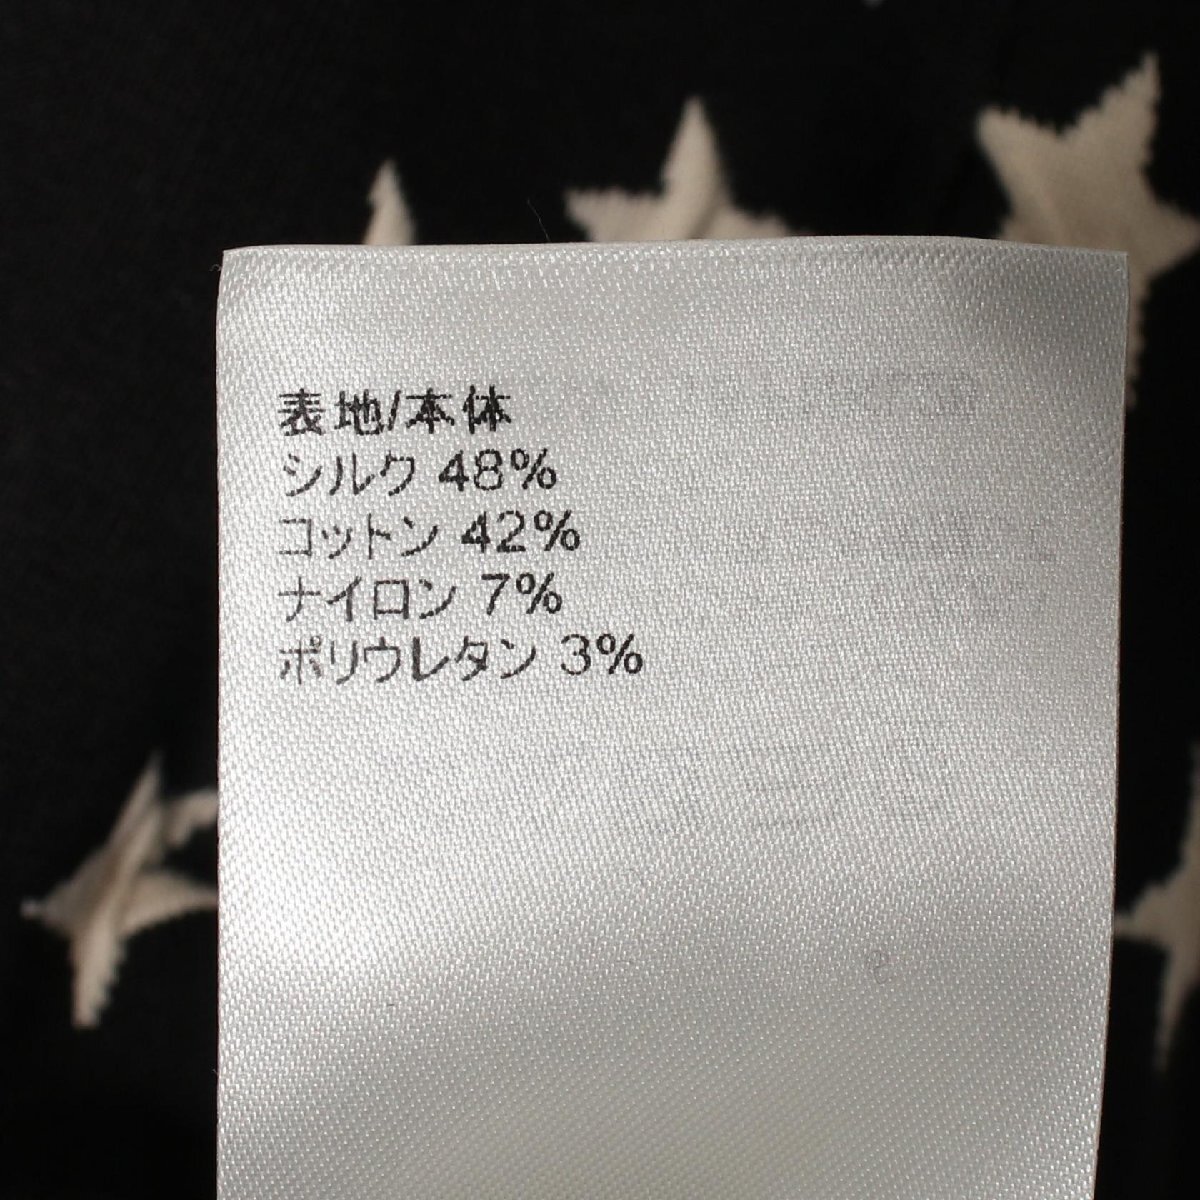 表地/本体
シルク 48%
コットン 42%
ナイロン 7%
ポリウレタン 3%